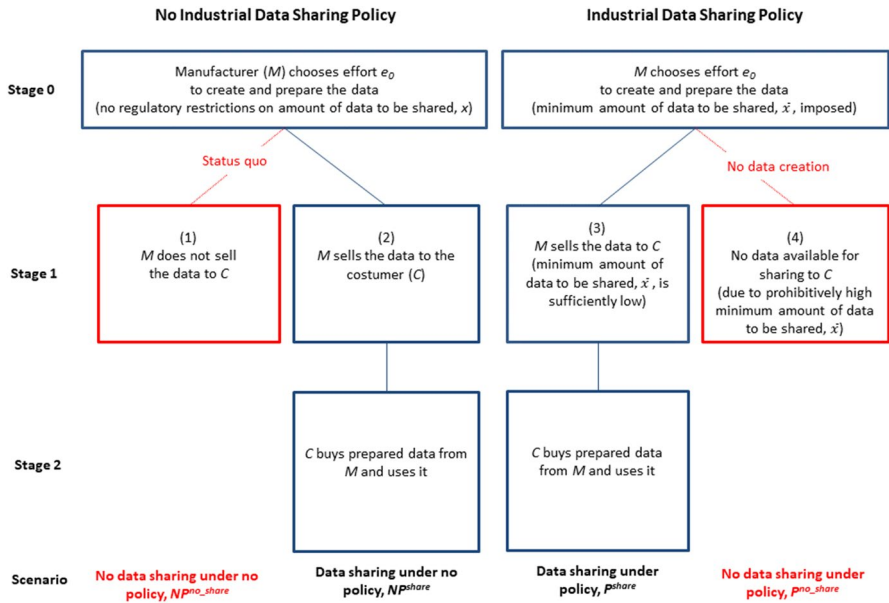 No Industrial Data Sharing Policy
Industrial Data Sharing Policy
Stage 0
Manufacturer (M) chooses effort e₀
to create and prepare the data
(no regulatory restrictions on amount of data to be shared, x)
M chooses effort e₀
to create and prepare the data
(minimum amount of data to be shared, x̄ , imposed)
Status quo
No data creation
Stage 1
(1)
M does not sell
the data to C
(2)
M sells the data to the
costumer (C)
(3)
M sells the data to C
(minimum amount of
data to be shared, x̄ , is
sufficiently low)
(4)
No data available for
sharing to C
(due to prohibitively high
minimum amount of data
to be shared, x̄)
Stage 2
C buys prepared data from
M and uses it
C buys prepared data
from M and uses it
Scenario
No data sharing under no
policy, NP^no_share
Data sharing under no
policy, NP^share
Data sharing under
policy, P^share
No data sharing under
policy, P^no_share